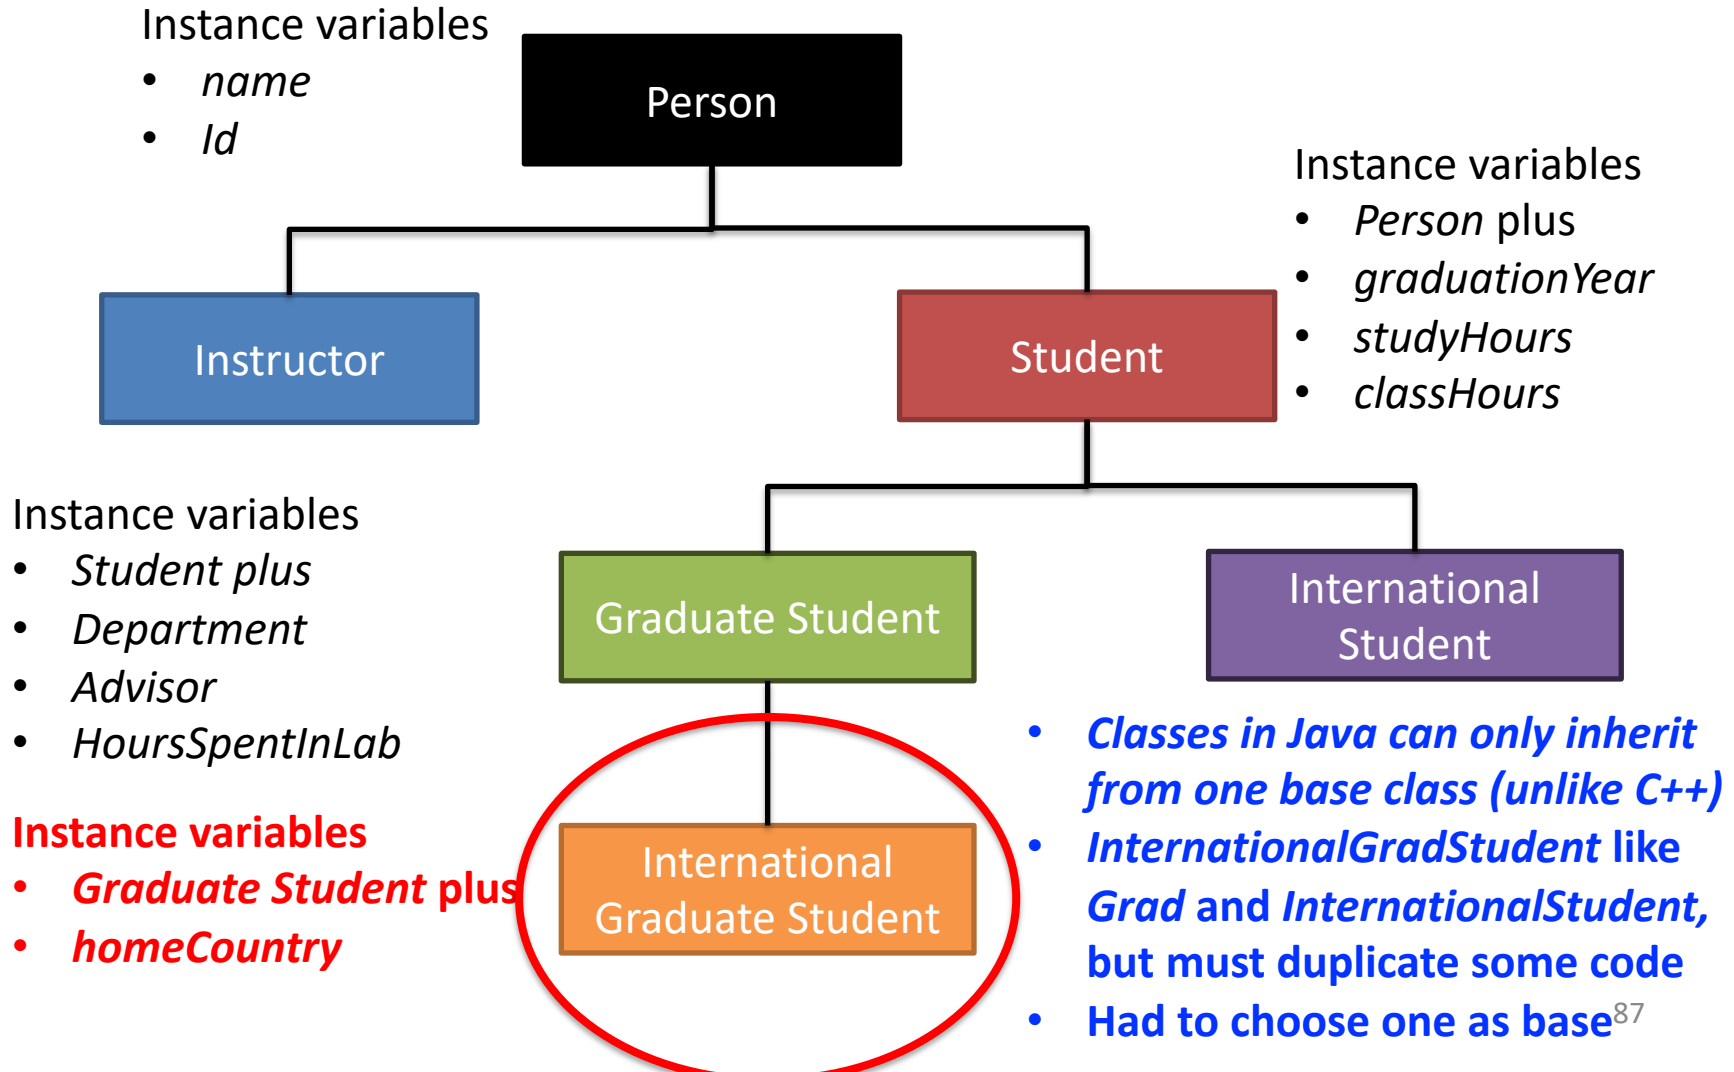 Instance variables
• name
• Id
Person
Instance variables
• Person plus
• graduationYear
• studyHours
• classHours
Instructor
Student
Instance variables
• Student plus
• Department
• Advisor
• HoursSpentInLab
Graduate Student
International
Student
Instance variables
• Graduate Student plus
• homeCountry
International
Graduate Student
• Classes in Java can only inherit
from one base class (unlike C++)
• InternationalGradStudent like
Grad and InternationalStudent,
but must duplicate some code
• Had to choose one as base
87